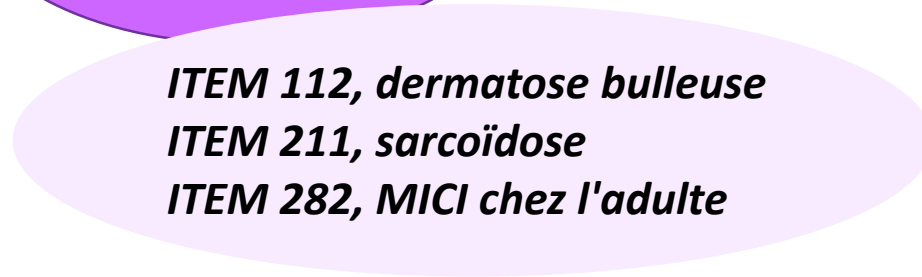 ITEM 112, dermatose bulleuse
ITEM 211, sarcoïdose
ITEM 282, MICI chez l'adulte